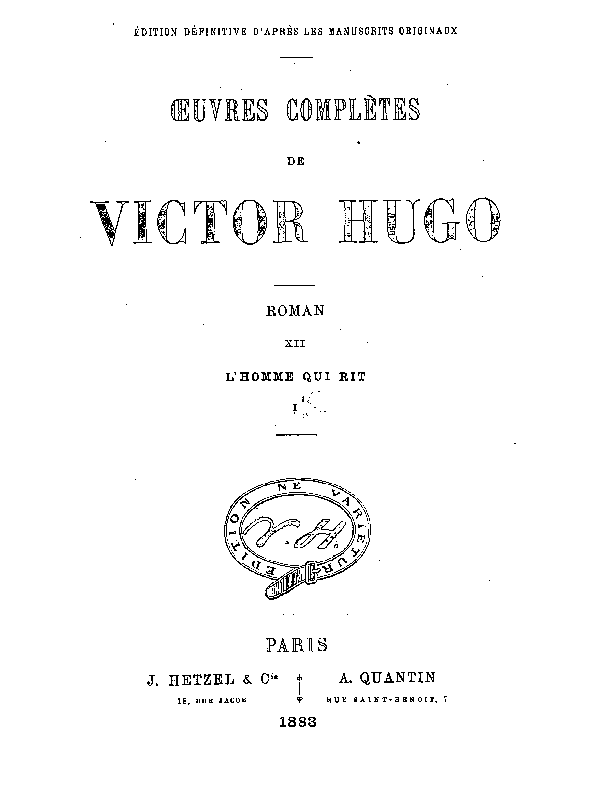 ÉDITION DÉFINITIVE D'APRÈS LES MANUSCRITS ORIGINAUX
ŒUVRES COMPLÈTES
DE
VICTOR HUGO
ROMAN
XII
L'HOMME QUI RIT
I
EDITION NE VARIETUR
V. H.
PARIS
J. HETZEL & Cie
A. QUANTIN
18, RUE JACOB
RUE SAINT-BENOIT, 7
1883